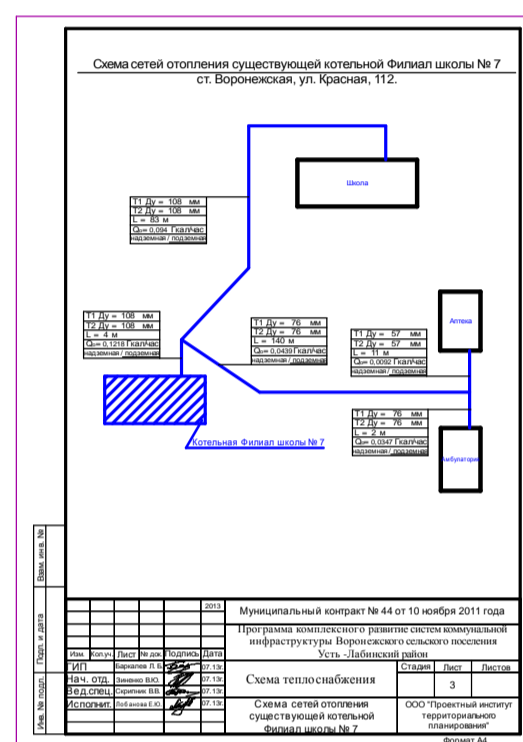 Схема сетей отопления существующей котельной Филиал школы № 7
ст. Воронежская, ул. Красная, 112.
Школа
Т1 Ду = 108 мм
Т2 Ду = 108 мм
L = 83 м
Qо= 0,094 Гкал/час
надземная / подземная
Т1 Ду = 108 мм
Т2 Ду = 108 мм
L = 4 м
Qо= 0,1218 Гкал/час
надземная / подземная
Т1 Ду = 76 мм
Т2 Ду = 76 мм
L = 140 м
Qо= 0,0439 Гкал/час
надземная / подземная
Т1 Ду = 57 мм
Т2 Ду = 57 мм
L = 11 м
Qо= 0,0092 Гкал/час
надземная / подземная
Аптека
Т1 Ду = 76 мм
Т2 Ду = 76 мм
L = 2 м
Qо= 0,0347 Гкал/час
надземная / подземная
Амбулатория
Котельная Филиал школы № 7
Взам. инв. №
Подп. и дата
Инв. № подл.
2013
Муниципальный контракт № 44 от 10 ноября 2011 года
Программа комплексного развитие систем коммунальной
инфраструктуры Воронежского сельского поселения
Усть -Лабинский район
Изм. Кол.уч. Лист № док. Подпись Дата
ГИП Баркалев Л. Б. 07.13г.
Нач. отд. Зиненко В.Ю. 07.13г.
Вед.спец. Скрипник В.В. 07.13г.
Исполнит. Лобанова Е.Ю. 07.13г.
Схема теплоснабжения
Стадия Лист Листов
3
Схема сетей отопления
существующей котельной
Филиал школы № 7
ООО "Проектный институт
территориального
планирования"
Формат А4